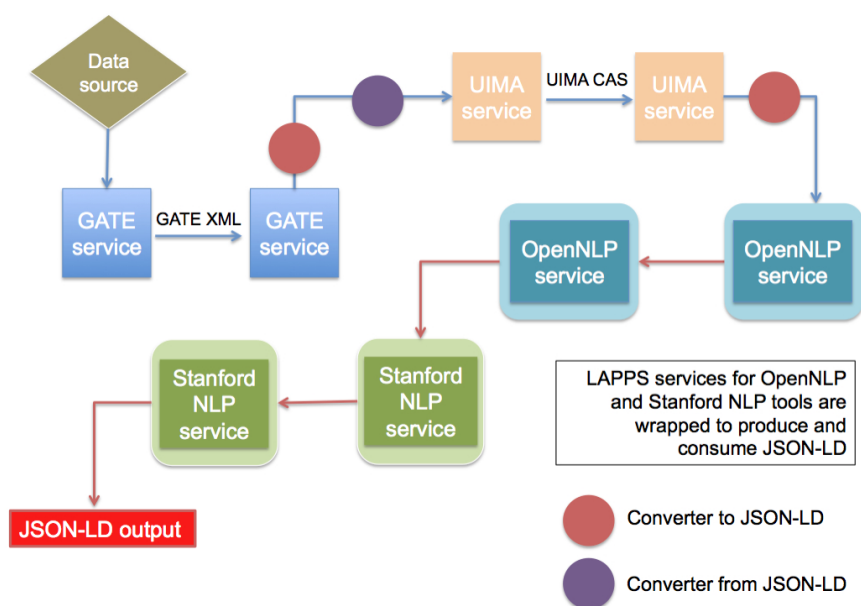 Data
source
GATE
service
GATE XML
GATE
service
UIMA
service
UIMA CAS
UIMA
service
OpenNLP
service
OpenNLP
service
Stanford
NLP
service
Stanford
NLP
service
JSON-LD output
LAPPS services for OpenNLP
and Stanford NLP tools are
wrapped to produce and
consume JSON-LD
Converter to JSON-LD
Converter from JSON-LD